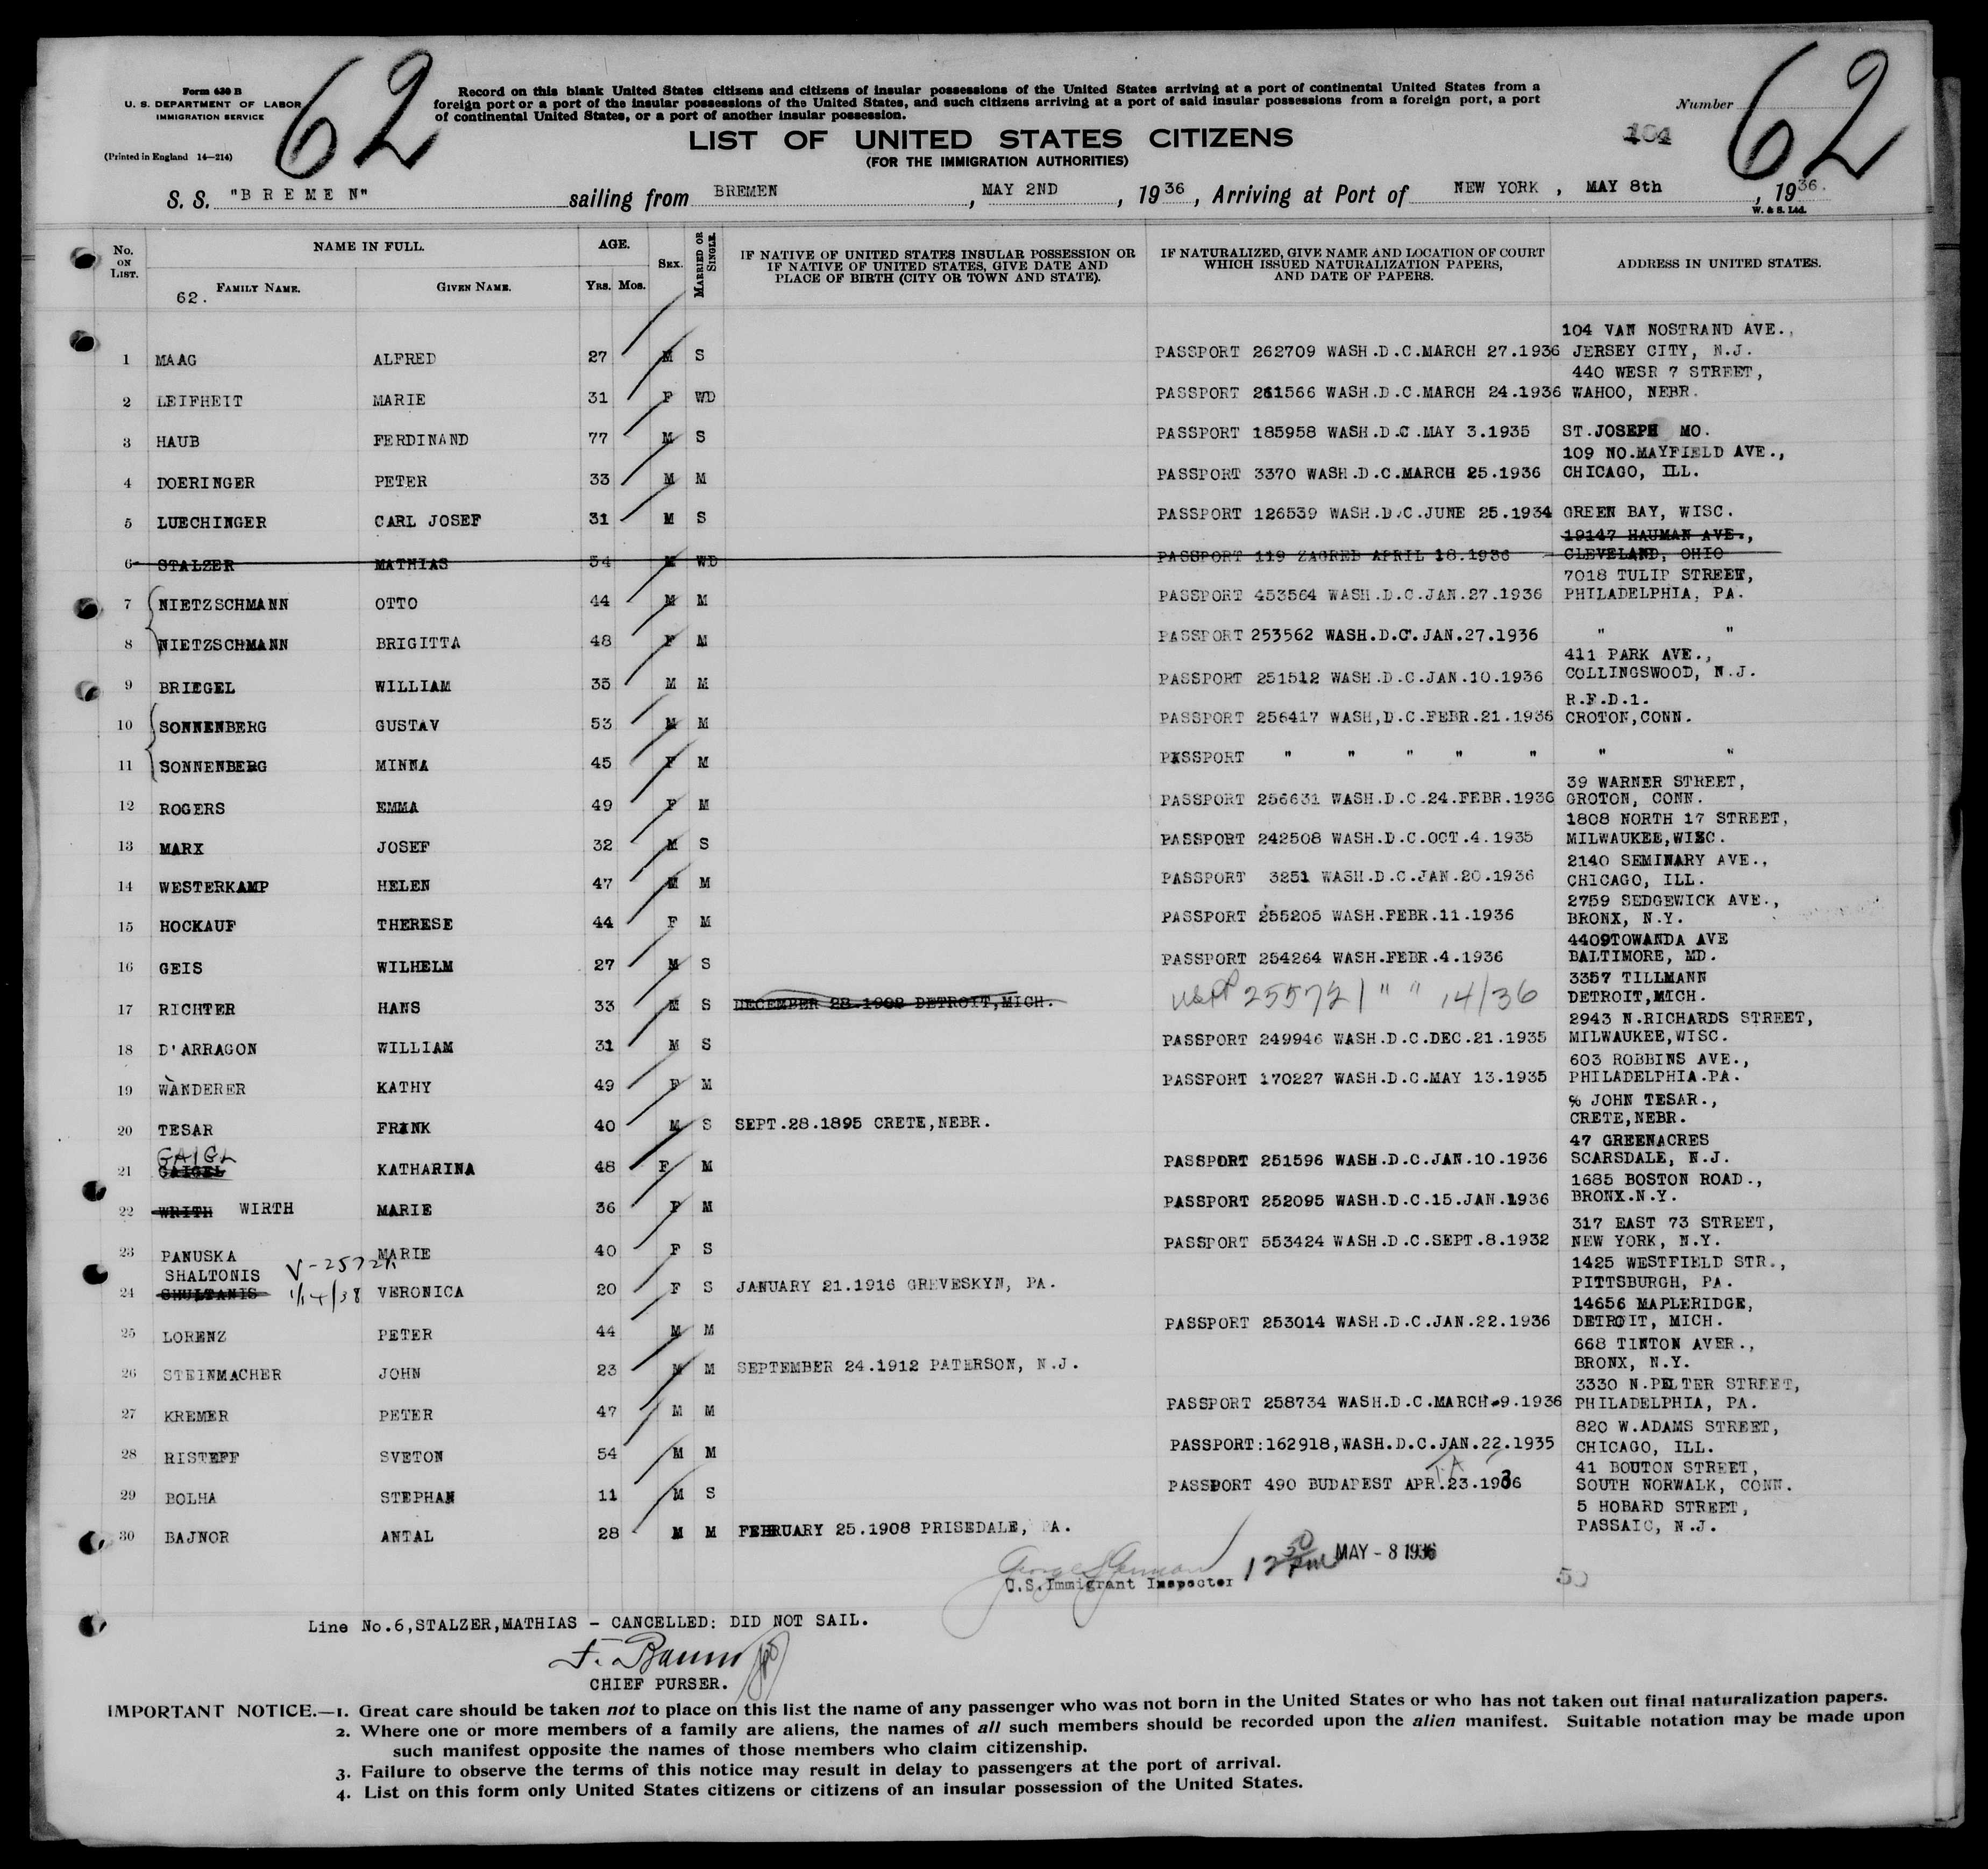 62
62
Form 630 B
U. S. DEPARTMENT OF LABOR
IMMIGRATION SERVICE
(Printed in England 14—214)
Record on this blank United States citizens and citizens of insular possessions of the United States arriving at a port of continental United States from a
foreign port or a port of the insular possessions of the United States, and such citizens arriving at a port of said insular possessions from a foreign port, a port
of continental United States, or a port of another insular possession.
Number
104
LIST OF UNITED STATES CITIZENS
(FOR THE IMMIGRATION AUTHORITIES)
S. S. "B R E M E N" sailing from BREMEN, MAY 2ND, 1936, Arriving at Port of NEW YORK, MAY 8th, 1936.
W. & S. Ltd.
No. ON LIST. NAME IN FULL. AGE. SEX. MARRIED OR SINGLE. IF NATIVE OF UNITED STATES INSULAR POSSESSION OR IF NATIVE OF UNITED STATES, GIVE DATE AND PLACE OF BIRTH (CITY OR TOWN AND STATE). IF NATURALIZED, GIVE NAME AND LOCATION OF COURT WHICH ISSUED NATURALIZATION PAPERS, AND DATE OF PAPERS. ADDRESS IN UNITED STATES.
62. FAMILY NAME. GIVEN NAME. YRS. MOS.
104 VAN NOSTRAND AVE.,
1 MAAG ALFRED 27 M S PASSPORT 262709 WASH.D.C.MARCH 27.1936 JERSEY CITY, N.J.
440 WESR 7 STREET,
2 LEIFHEIT MARIE 31 F WD PASSPORT 261566 WASH.D.C.MARCH 24.1936 WAHOO, NEBR.
3 HAUB FERDINAND 77 M S PASSPORT 185958 WASH.D.C MAY 3.1935 ST.JOSEPH MO.
109 NO.MAYFIELD AVE.,
4 DOERINGER PETER 33 M M PASSPORT 3370 WASH.D.C.MARCH 25.1936 CHICAGO, ILL.
5 LUECHINGER CARL JOSEF 31 M S PASSPORT 126539 WASH.D.C.JUNE 25.1934 GREEN BAY, WISC.
19147 HAUMAN AVE.,
6 STALZER MATHIAS 54 M WD PASSPORT 119 ZAGREB APRIL 18.1936 CLEVELAND, OHIO
7018 TULIP STREET,
7 NIETZSCHMANN OTTO 44 M M PASSPORT 453564 WASH.D.C.JAN.27.1936 PHILADELPHIA, PA.
8 NIETZSCHMANN BRIGITTA 48 F M PASSPORT 253562 WASH.D.C. JAN.27.1936 " "
411 PARK AVE.,
9 BRIEGEL WILLIAM 35 M M PASSPORT 251512 WASH.D.C.JAN.10.1936 COLLINGSWOOD, N.J.
R.F.D.1.
10 SONNENBERG GUSTAV 53 M M PASSPORT 256417 WASH,D.C.FEBR.21.1936 CROTON,CONN.
11 SONNENBERG MINNA 45 F M PASSPORT " " " " " " "
39 WARNER STREET,
12 ROGERS EMMA 49 F M PASSPORT 256631 WASH.D.C.24.FEBR.1936 GROTON, CONN.
1808 NORTH 17 STREET,
13 MARX JOSEF 32 M S PASSPORT 242508 WASH.D.C.OCT.4.1935 MILWAUKEE,WISC.
2140 SEMINARY AVE.,
14 WESTERKAMP HELEN 47 M M PASSPORT 3251 WASH.D.C.JAN.20.1936 CHICAGO, ILL.
2759 SEDGEWICK AVE.,
15 HOCKAUF THERESE 44 F M PASSPORT 255205 WASH.FEBR.11.1936 BRONX, N.Y.
4409TOWANDA AVE
16 GEIS WILHELM 27 M S PASSPORT 254264 WASH.FEBR.4.1936 BALTIMORE, MD.
3357 TILLMANN
17 RICHTER HANS 33 M S DECEMBER 28.1902 DETROIT,MICH. USPP 255721 " " 14/36 DETROIT,MICH.
2943 N.RICHARDS STREET,
18 D'ARRAGON WILLIAM 31 M S PASSPORT 249946 WASH.D.C.DEC.21.1935 MILWAUKEE,WISC.
603 ROBBINS AVE.,
19 WANDERER KATHY 49 F M PASSPORT 170227 WASH.D.C.MAY 13.1935 PHILADELPHIA.PA.
% JOHN TESAR.,
20 TESAR FRANK 40 M S SEPT.28.1895 CRETE,NEBR. CRETE,NEBR.
GAIGL 47 GREENACRES
21 GAIGEL KATHARINA 48 F M PASSPORT 251596 WASH.D.C.JAN.10.1936 SCARSDALE, N.J.
1685 BOSTON ROAD.,
22 WRITH WIRTH MARIE 36 F M PASSPORT 252095 WASH.D.C.15.JAN.1936 BRONX.N.Y.
317 EAST 73 STREET,
23 PANUSKA MARIE 40 F S PASSPORT 553424 WASH.D.C.SEPT.8.1932 NEW YORK, N.Y.
SHALTONIS 1425 WESTFIELD STR.,
24 SHULTANIS 1/14/38 VERONICA 20 F S JANUARY 21.1916 GREVESKYN, PA. PITTSBURGH, PA.
14656 MAPLERIDGE,
25 LORENZ PETER 44 M M PASSPORT 253014 WASH.D.C.JAN.22.1936 DETROIT, MICH.
668 TINTON AVER.,
26 STEINMACHER JOHN 23 M M SEPTEMBER 24.1912 PATERSON, N.J. BRONX, N.Y.
3330 N.PELTER STREET,
27 KREMER PETER 47 M M PASSPORT 258734 WASH.D.C.MARCH.9.1936 PHILADELPHIA, PA.
820 W.ADAMS STREET,
28 RISTEFF SVETON 54 M M PASSPORT:162918,WASH.D.C.JAN.22.1935 CHICAGO, ILL.
41 BOUTON STREET,
29 BOLHA STEPHAN 11 M S PASSPORT 490 BUDAPEST APR.23.1936 SOUTH NORWALK, CONN.
5 HOBARD STREET,
30 BAJNOR ANTAL 28 M M FEBRUARY 25.1908 PRISEDALE, PA. PASSAIC, N.J.
12 50 PM MAY - 8 1936
U.S.Immigrant Inspector
50
Line No.6,STALZER,MATHIAS - CANCELLED: DID NOT SAIL.
CHIEF PURSER.
IMPORTANT NOTICE.—1. Great care should be taken not to place on this list the name of any passenger who was not born in the United States or who has not taken out final naturalization papers.
2. Where one or more members of a family are aliens, the names of all such members should be recorded upon the alien manifest. Suitable notation may be made upon
such manifest opposite the names of those members who claim citizenship.
3. Failure to observe the terms of this notice may result in delay to passengers at the port of arrival.
4. List on this form only United States citizens or citizens of an insular possession of the United States.